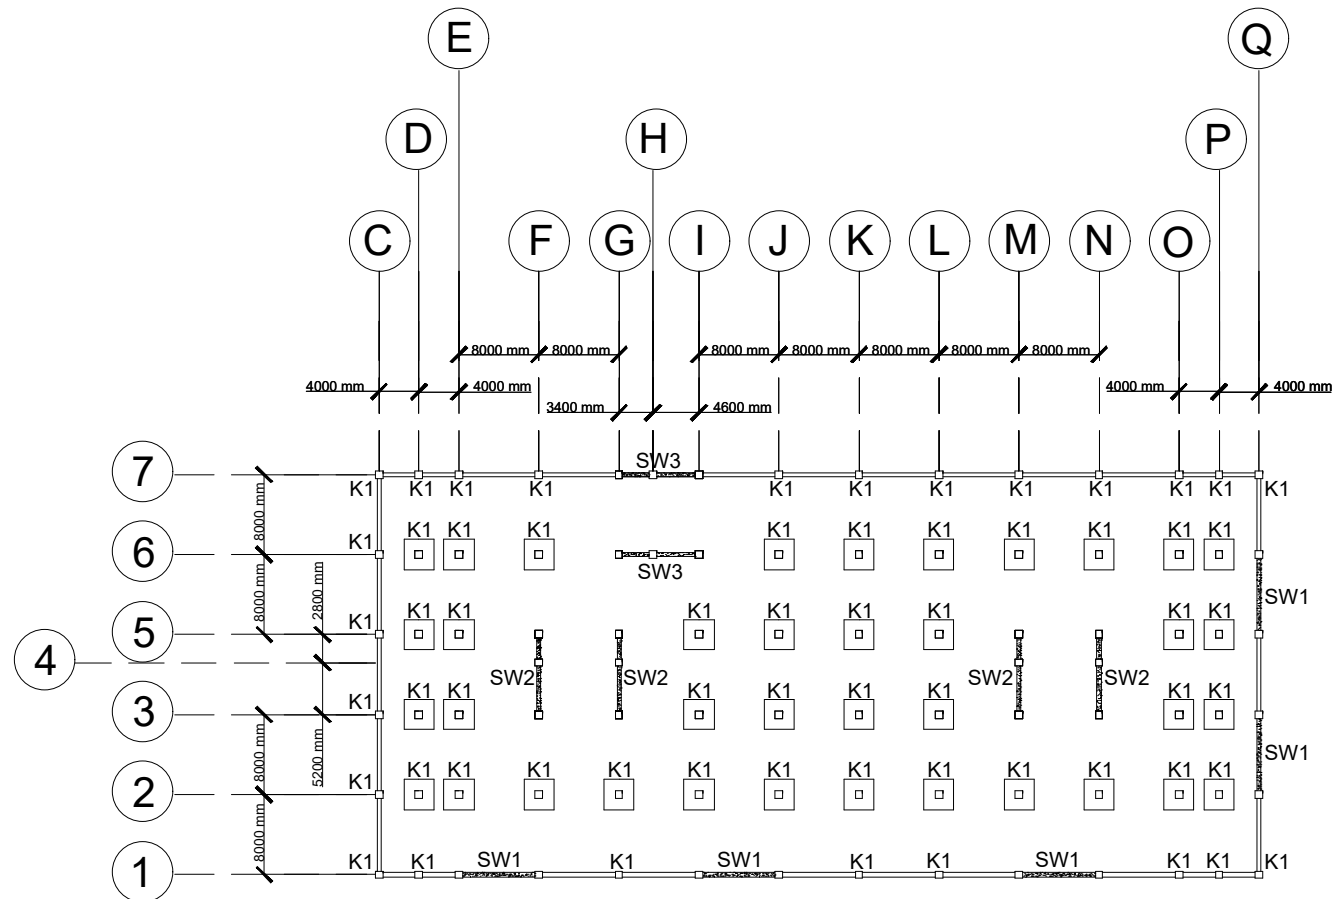 E Q
D H P
C F G I J K L M N O
8000 mm 8000 mm 8000 mm 8000 mm 8000 mm 8000 mm 8000 mm
4000 mm 4000 mm 4000 mm 4000 mm
3400 mm 4600 mm
SW3
7
K1 K1 K1 K1 K1 K1 K1 K1 K1 K1 K1 K1
8000 mm
6 K1 K1 K1 K1 K1 K1 K1 K1 K1 K1 K1
SW3
8000 mm 2800 mm
SW1
5 K1 K1 K1 K1 K1 K1 K1 K1 K1
4
SW2 SW2 SW2 SW2
3 K1 K1 K1 K1 K1 K1 K1 K1 K1
8000 mm 5200 mm
SW1
2 K1 K1 K1 K1 K1 K1 K1 K1 K1 K1 K1 K1 K1
8000 mm
1 K1 K1 SW1 K1 SW1 K1 K1 SW1 K1 K1 K1